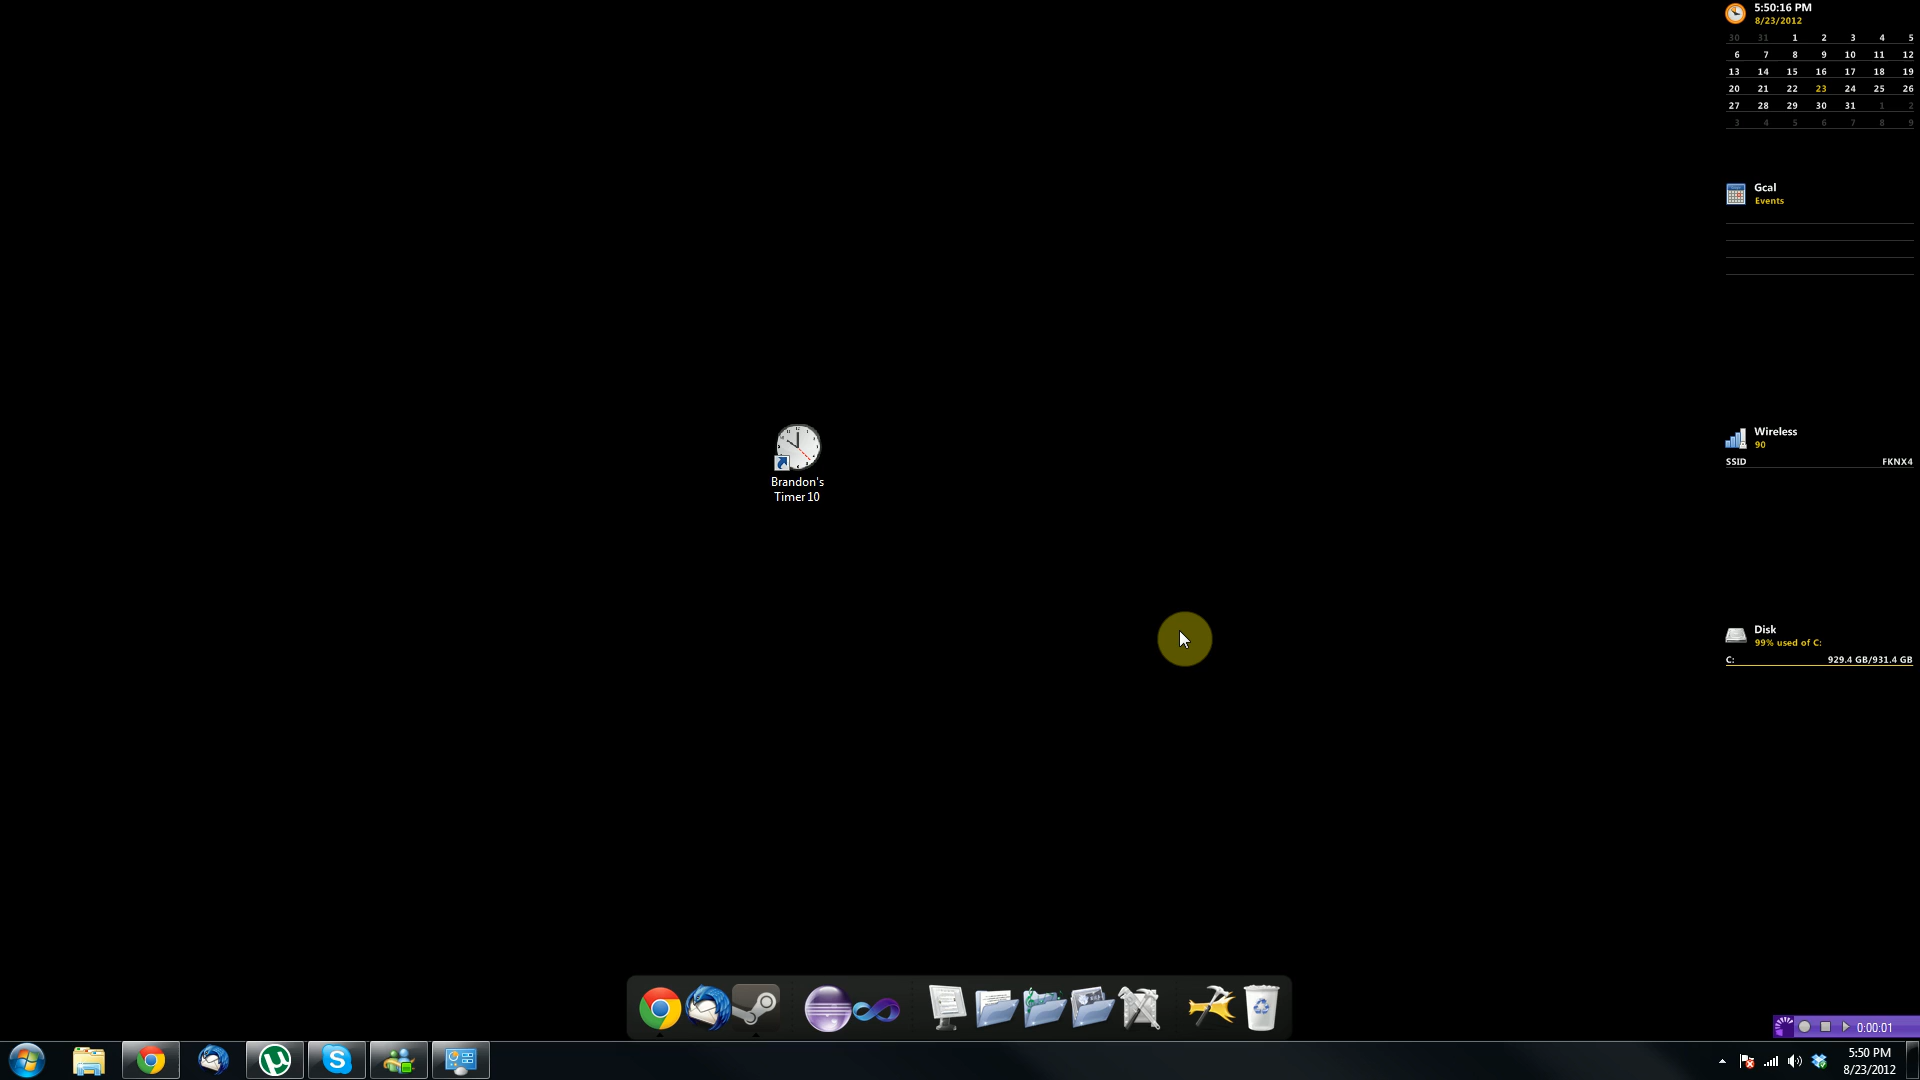 5:50:16 PM
8/23/2012
30 31 1 2 3 4 5
6 7 8 9 10 11 12
13 14 15 16 17 18 19
20 21 22 23 24 25 26
27 28 29 30 31 1 2
3 4 5 6 7 8 9
Gcal
Events
Wireless
90
SSID FKNX4
Brandon's
Timer 10
Disk
99% used of C:
C: 929.4 GB/931.4 GB
0:00:01
5:50 PM
8/23/2012